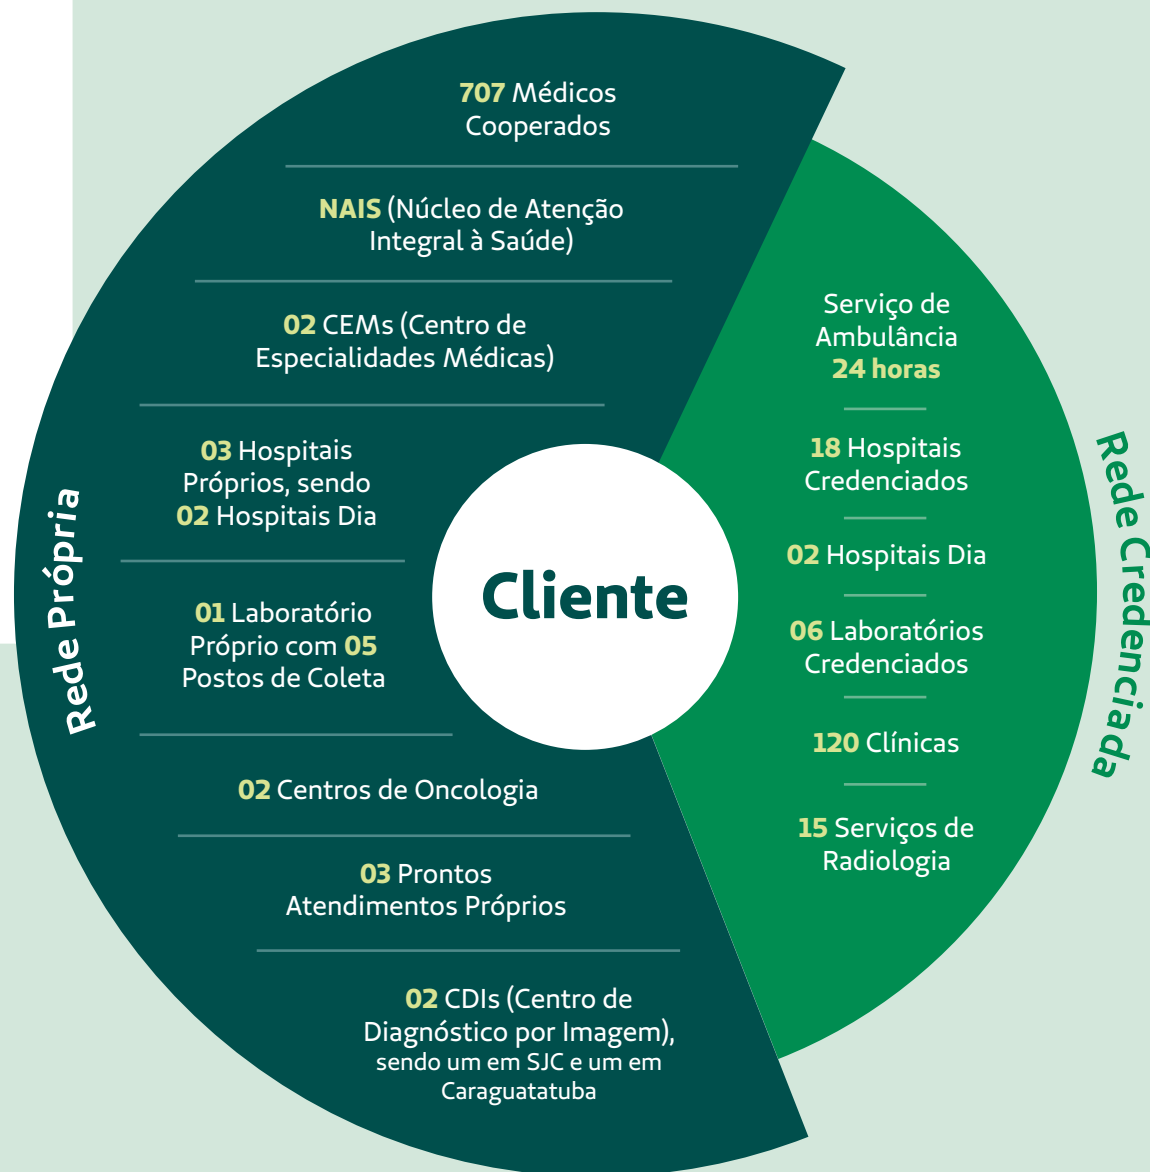 707 Médicos
Cooperados
NAIS (Núcleo de Atenção
Integral à Saúde)
02 CEMs (Centro de
Especialidades Médicas)
03 Hospitais
Próprios, sendo
02 Hospitais Dia
01 Laboratório
Próprio com 05
Postos de Coleta
02 Centros de Oncologia
03 Prontos
Atendimentos Próprios
02 CDIs (Centro de
Diagnóstico por Imagem),
sendo um em SJC e um em
Caraguatatuba
Rede Própria
Cliente
Serviço de
Ambulância
24 horas
18 Hospitais
Credenciados
02 Hospitais Dia
06 Laboratórios
Credenciados
120 Clínicas
15 Serviços de
Radiologia
Rede Credenciada